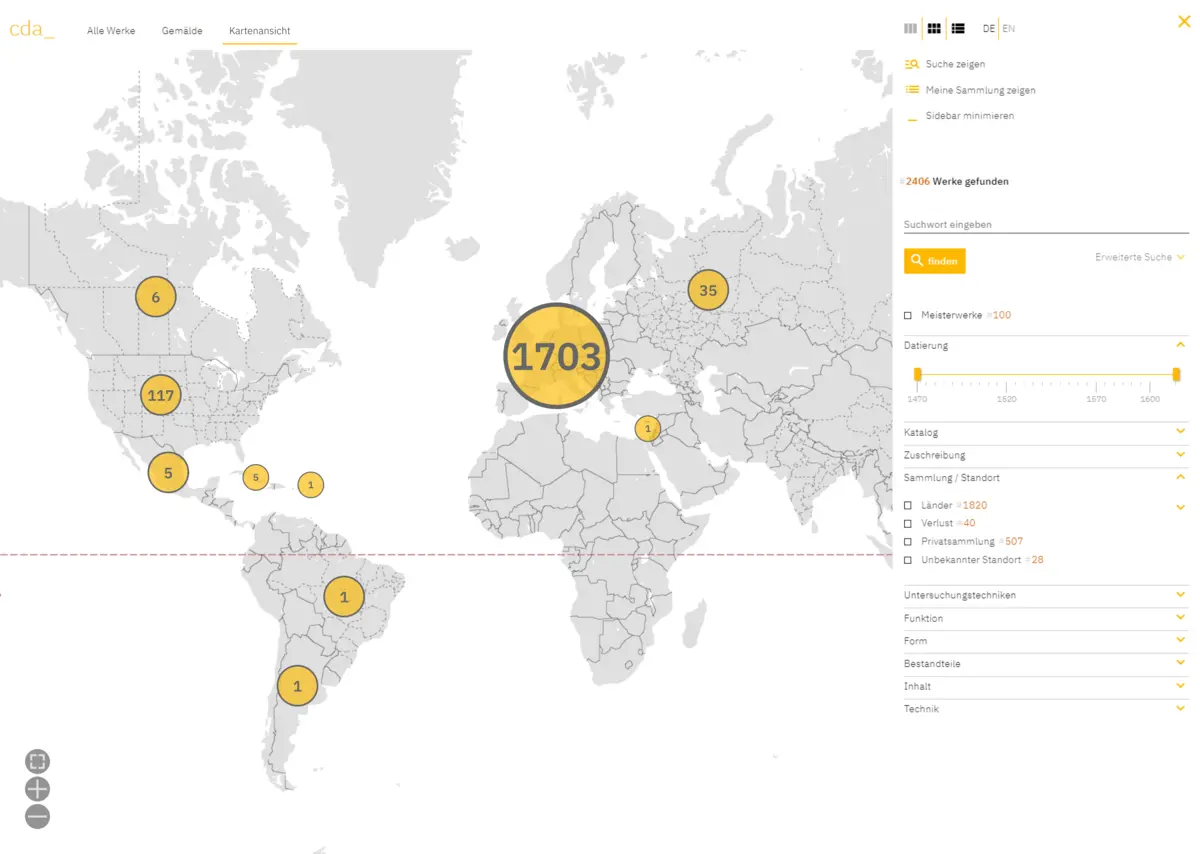 cda_
Alle Werke Gemälde Kartenansicht
DE EN
Suche zeigen
Meine Sammlung zeigen
Sidebar minimieren
#2406 Werke gefunden
Suchwort eingeben
finden
Erweiterte Suche
Meisterwerke #100
Datierung
1470 1520 1570 1600
Katalog
Zuschreibung
Sammlung / Standort
Länder #1820
Verlust #40
Privatsammlung #507
Unbekannter Standort #28
Untersuchungstechniken
Funktion
Form
Bestandteile
Inhalt
Technik
6
35
1703
117
1
5
5
1
1
1